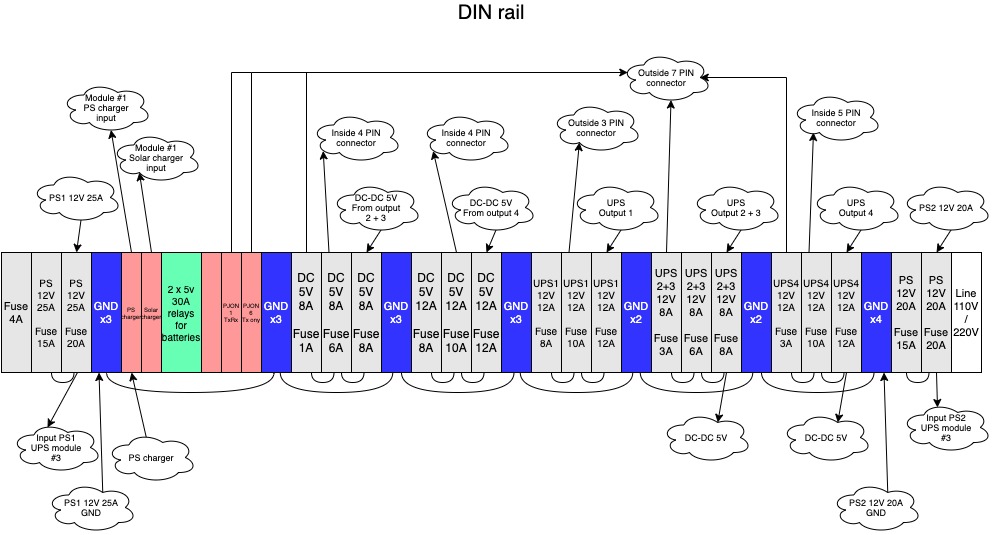 DIN rail
Outside 7 PIN
connector
Module #1
PS charger
input
Module #1
Solar charger
input
Inside 4 PIN
connector
Inside 4 PIN
connector
Outside 3 PIN
connector
Inside 5 PIN
connector
PS1 12V 25A
DC-DC 5V
From output
2 + 3
DC-DC 5V
From output 4
UPS
Output 1
UPS
Output 2 + 3
UPS
Output 4
PS2 12V 20A
Fuse
4A
PS
12V
25A
Fuse
15A
PS
12V
25A
Fuse
20A
GND
x3
PS
charger
Solar
charger
2 x 5v
30A
relays
for
batteries
PJON
1
TxRx
PJON
6
Tx ony
GND
x3
DC
5V
8A
Fuse
1A
DC
5V
8A
Fuse
6A
DC
5V
8A
Fuse
8A
GND
x3
DC
5V
12A
Fuse
8A
DC
5V
12A
Fuse
10A
DC
5V
12A
Fuse
12A
GND
x3
UPS1
12V
12A
Fuse
8A
UPS1
12V
12A
Fuse
10A
UPS1
12V
12A
Fuse
12A
GND
x2
UPS
2+3
12V
8A
Fuse
3A
UPS
2+3
12V
8A
Fuse
6A
UPS
2+3
12V
8A
Fuse
8A
GND
x2
UPS4
12V
12A
Fuse
3A
UPS4
12V
12A
Fuse
10A
UPS4
12V
12A
Fuse
12A
GND
x4
PS
12V
20A
Fuse
15A
PS
12V
20A
Fuse
20A
Line
110V
/
220V
Input PS1
UPS module
#3
PS charger
DC-DC 5V
DC-DC 5V
Input PS2
UPS module
#3
PS1 12V 25A
GND
PS2 12V 20A
GND